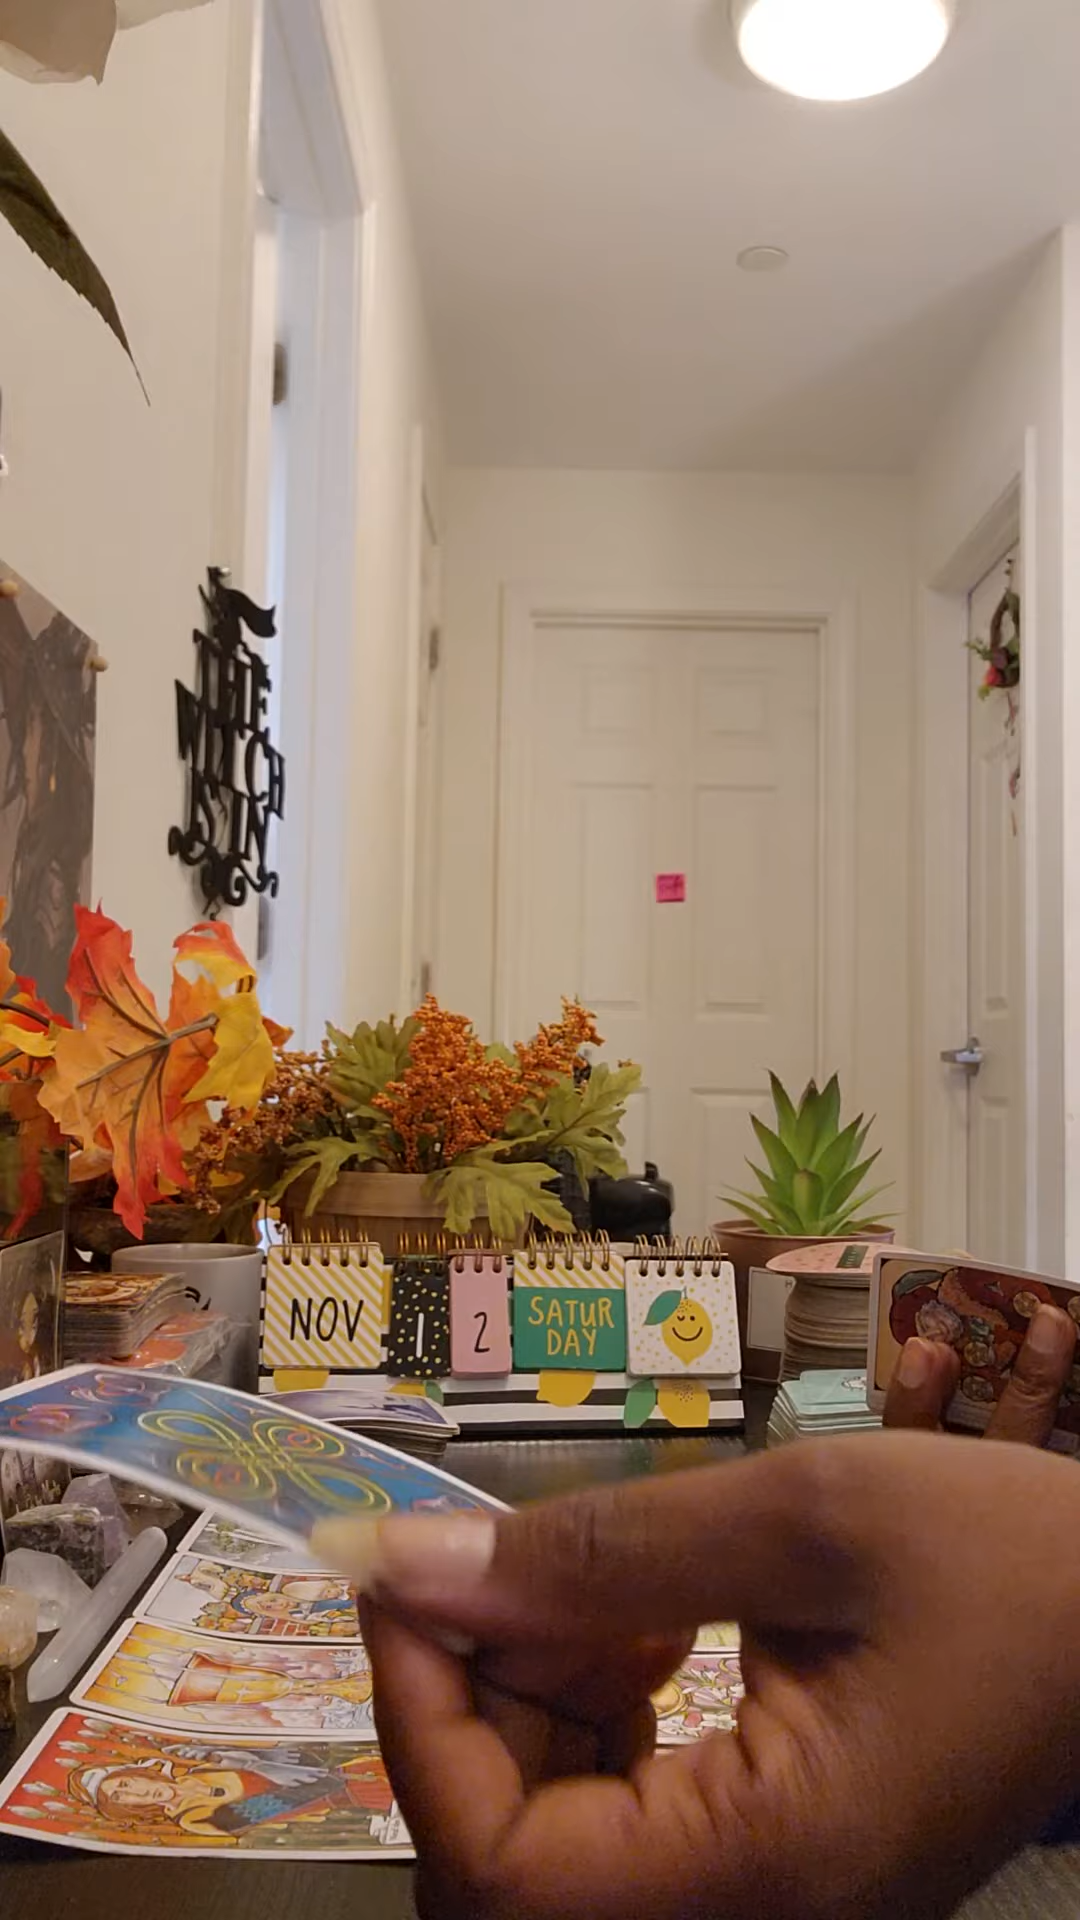 THE
WITCH
IS IN
NOV
1
2
SATUR
DAY